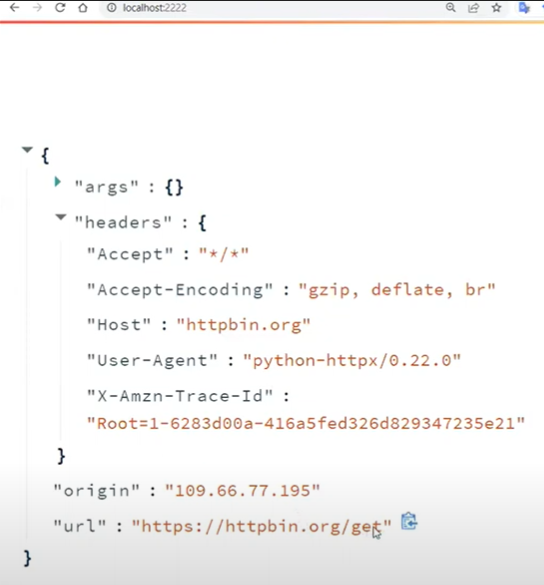 localhost:2222
{
"args" : {}
"headers" : {
"Accept" : "*/*"
"Accept-Encoding" : "gzip, deflate, br"
"Host" : "httpbin.org"
"User-Agent" : "python-httpx/0.22.0"
"X-Amzn-Trace-Id" :
"Root=1-6283d00a-416a5fed326d829347235e21"
}
"origin" : "109.66.77.195"
"url" : "https://httpbin.org/get"
}